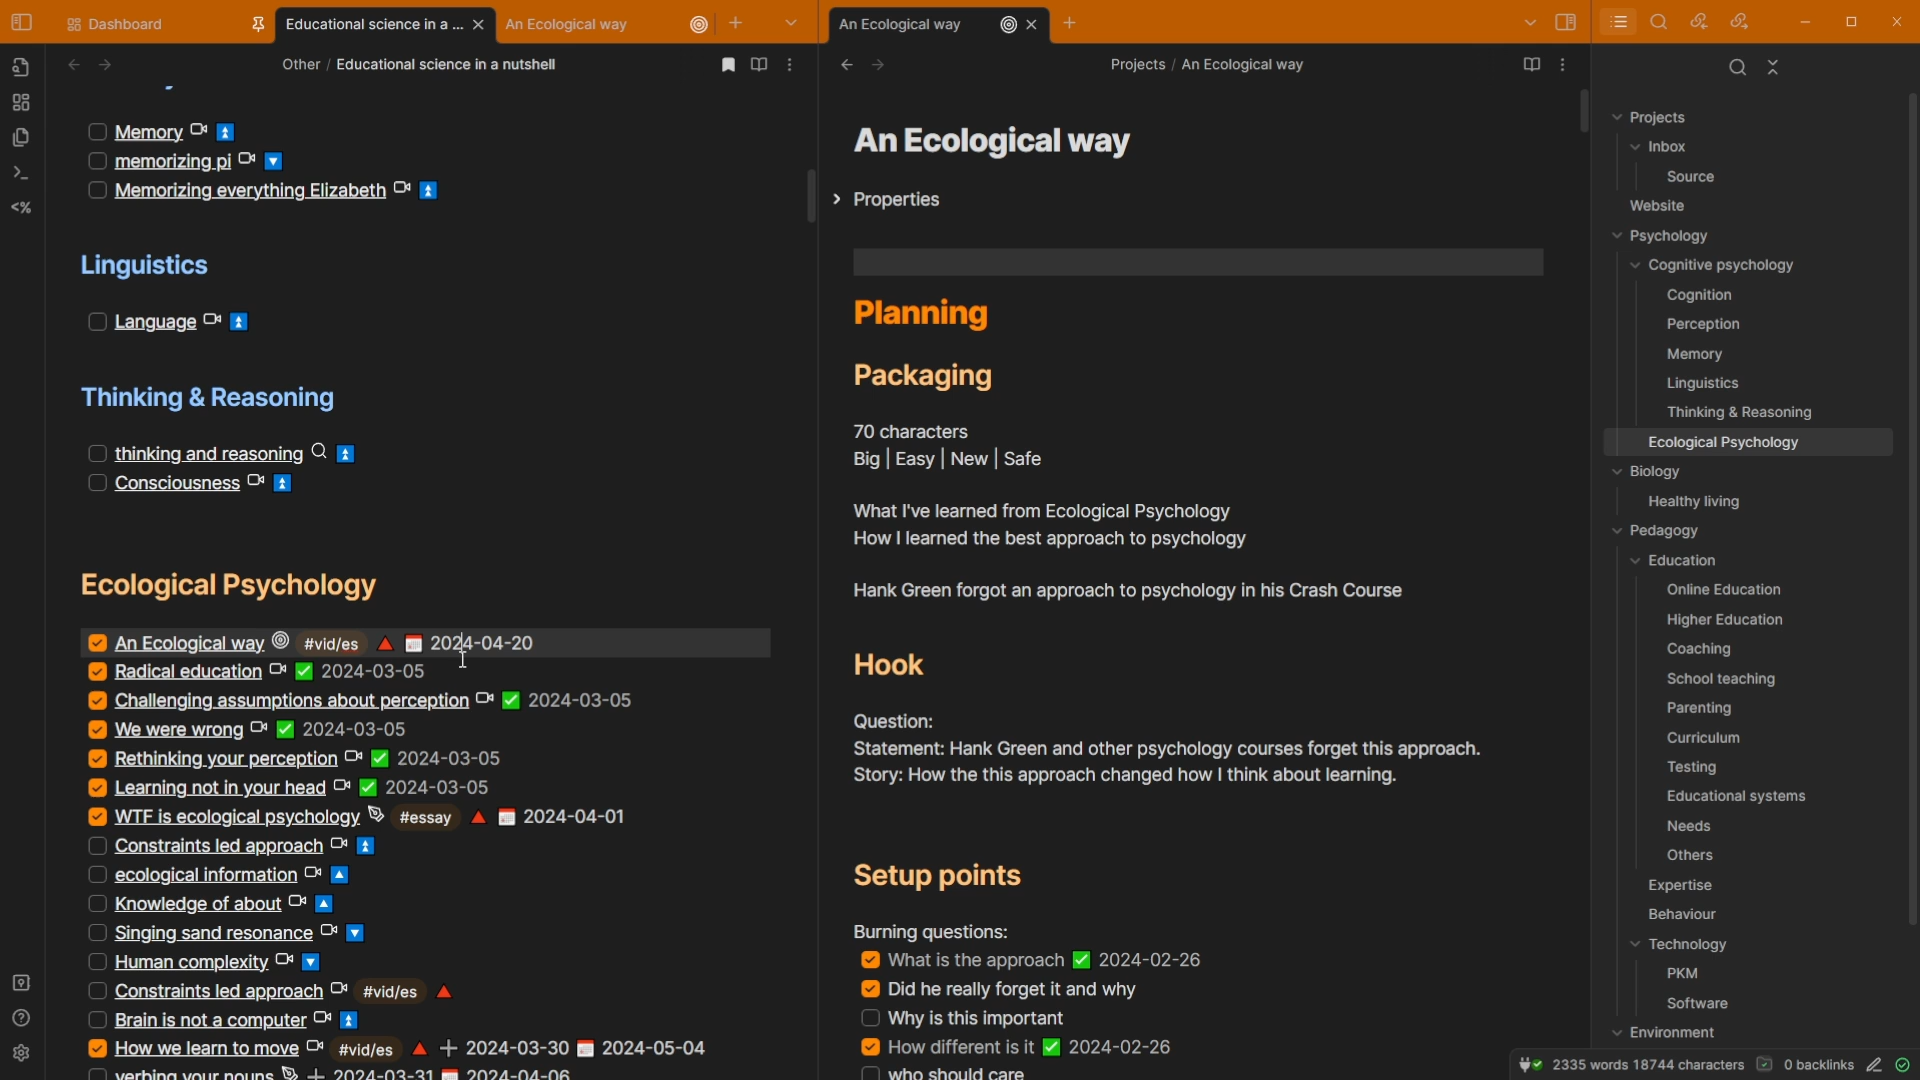 Dashboard
Educational science in a ...
An Ecological way
An Ecological way
Other / Educational science in a nutshell
Memory
memorizing pi
Memorizing everything Elizabeth
Linguistics
Language
Thinking & Reasoning
thinking and reasoning
Consciousness
Ecological Psychology
An Ecological way #vid/es 2024-04-20
Radical education 2024-03-05
Challenging assumptions about perception 2024-03-05
We were wrong 2024-03-05
Rethinking your perception 2024-03-05
Learning not in your head 2024-03-05
WTF is ecological psychology #essay 2024-04-01
Constraints led approach
ecological information
Knowledge of about
Singing sand resonance
Human complexity
Constraints led approach #vid/es
Brain is not a computer
How we learn to move #vid/es 2024-03-30 2024-05-04
verbing your nouns 2024-03-31 2024-04-06
Projects / An Ecological way
An Ecological way
Properties
Planning
Packaging
70 characters
Big | Easy | New | Safe
What I've learned from Ecological Psychology
How I learned the best approach to psychology
Hank Green forgot an approach to psychology in his Crash Course
Hook
Question:
Statement: Hank Green and other psychology courses forget this approach.
Story: How the this approach changed how I think about learning.
Setup points
Burning questions:
What is the approach 2024-02-26
Did he really forget it and why
Why is this important
How different is it 2024-02-26
who should care
Projects
Inbox
Source
Website
Psychology
Cognitive psychology
Cognition
Perception
Memory
Linguistics
Thinking & Reasoning
Ecological Psychology
Biology
Healthy living
Pedagogy
Education
Online Education
Higher Education
Coaching
School teaching
Parenting
Curriculum
Testing
Educational systems
Needs
Others
Expertise
Behaviour
Technology
PKM
Software
Environment
2335 words 18744 characters 0 backlinks